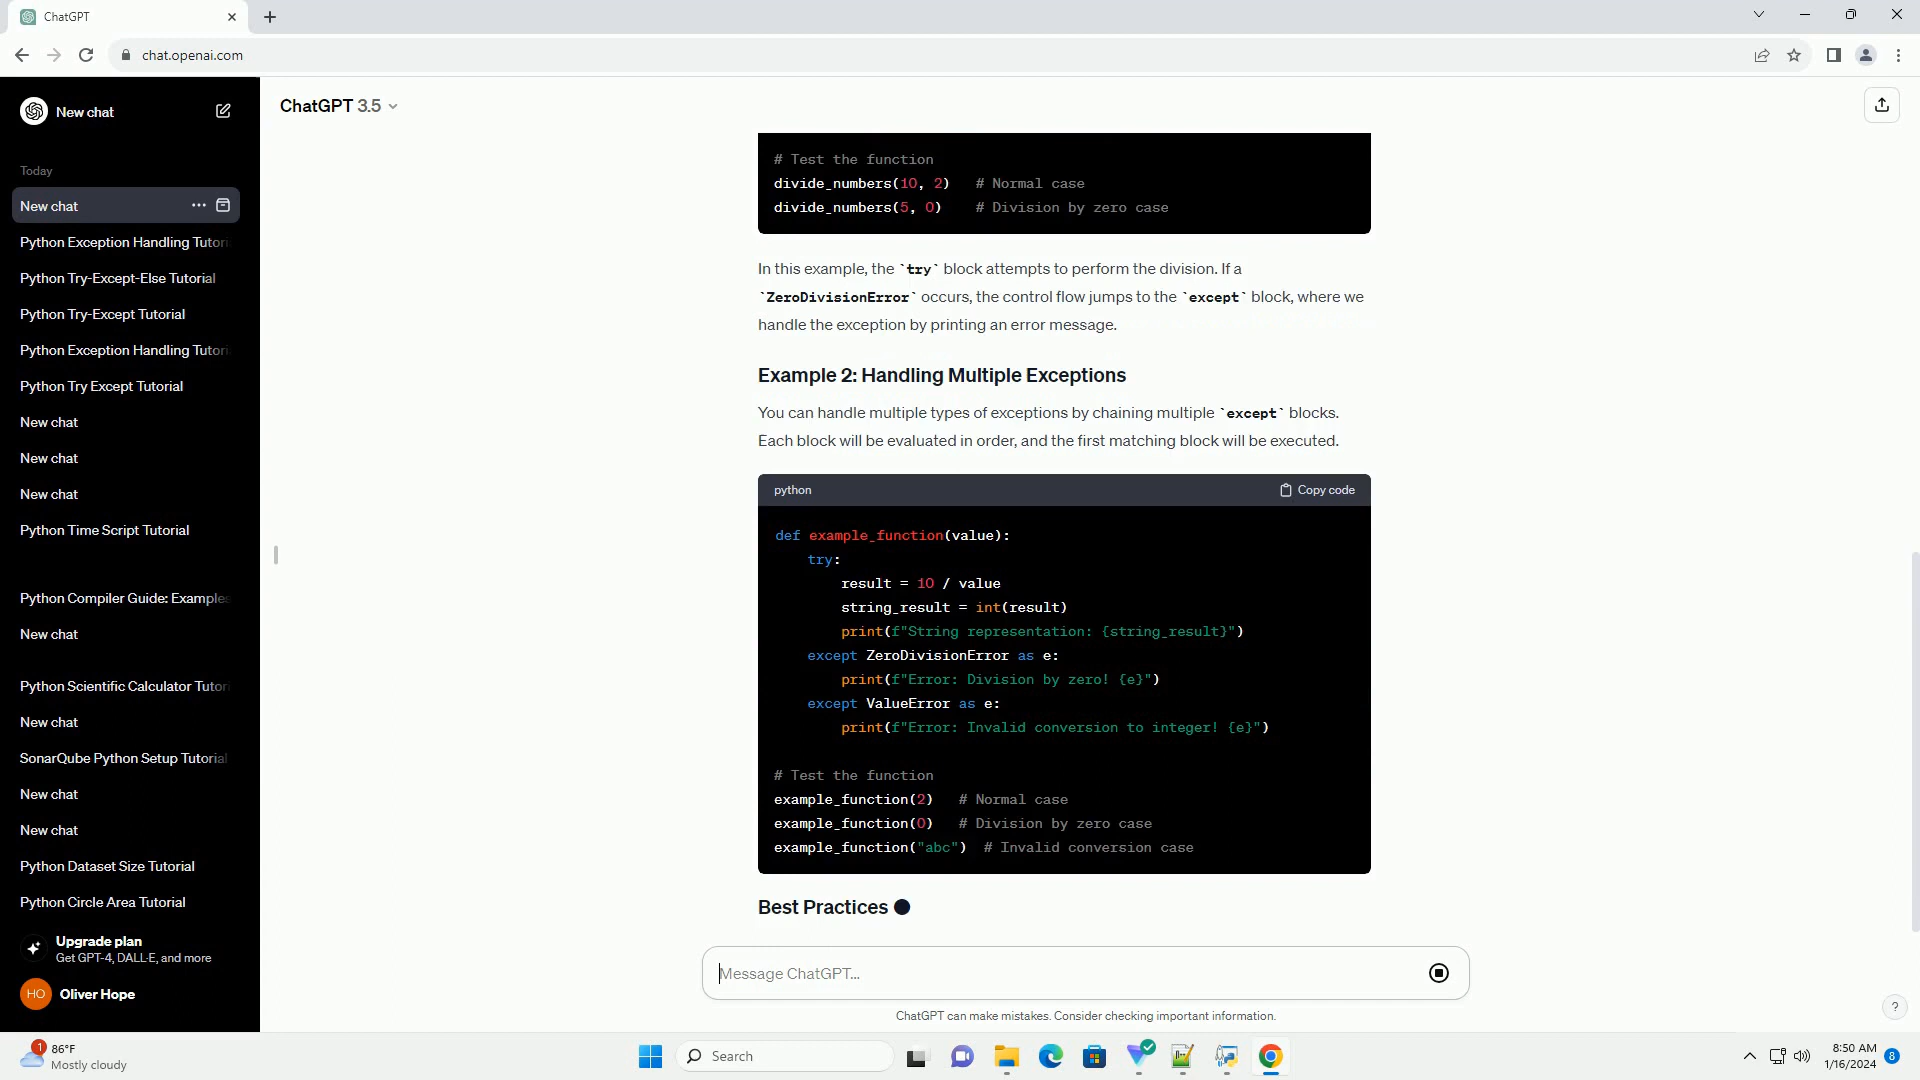 ChatGPT
chat.openai.com
New chat
ChatGPT 3.5
Today
New chat
Python Exception Handling Tutori
Python Try-Except-Else Tutorial
Python Try-Except Tutorial
Python Exception Handling Tutori
Python Try Except Tutorial
New chat
New chat
New chat
Python Time Script Tutorial
Python Compiler Guide: Examples
New chat
Python Scientific Calculator Tutori
New chat
SonarQube Python Setup Tutorial
New chat
New chat
Python Dataset Size Tutorial
Python Circle Area Tutorial
Upgrade plan
Get GPT-4, DALL·E, and more
HO
Oliver Hope
# Test the function
divide_numbers(10, 2)   # Normal case
divide_numbers(5, 0)    # Division by zero case
In this example, the `try` block attempts to perform the division. If a
`ZeroDivisionError` occurs, the control flow jumps to the `except` block, where we
handle the exception by printing an error message.
Example 2: Handling Multiple Exceptions
You can handle multiple types of exceptions by chaining multiple `except` blocks.
Each block will be evaluated in order, and the first matching block will be executed.
python
Copy code
def example_function(value):
    try:
        result = 10 / value
        string_result = int(result)
        print(f"String representation: {string_result}")
    except ZeroDivisionError as e:
        print(f"Error: Division by zero! {e}")
    except ValueError as e:
        print(f"Error: Invalid conversion to integer! {e}")
# Test the function
example_function(2)   # Normal case
example_function(0)   # Division by zero case
example_function("abc")  # Invalid conversion case
Best Practices
Message ChatGPT...
ChatGPT can make mistakes. Consider checking important information.
?
1
86°F
Mostly cloudy
Search
8:50 AM
1/16/2024
8